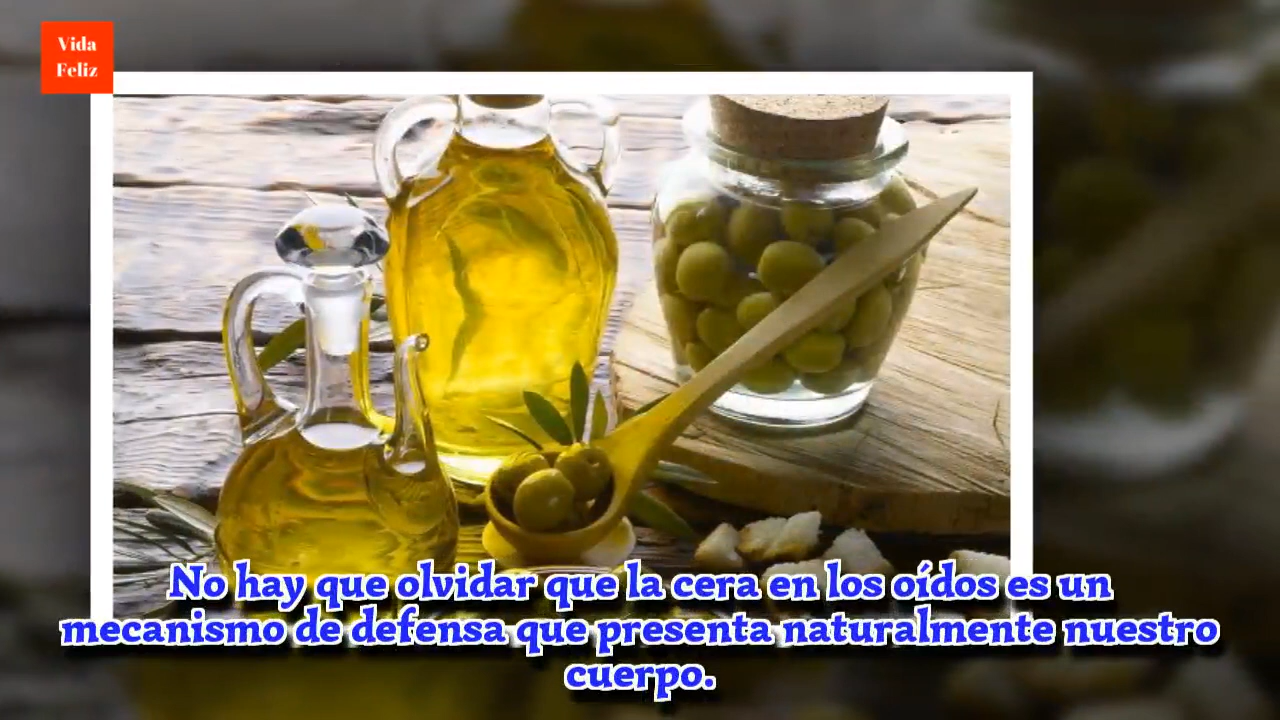 Vida
Feliz
No hay que olvidar que la cera en los oídos es un
mecanismo de defensa que presenta naturalmente nuestro
cuerpo.